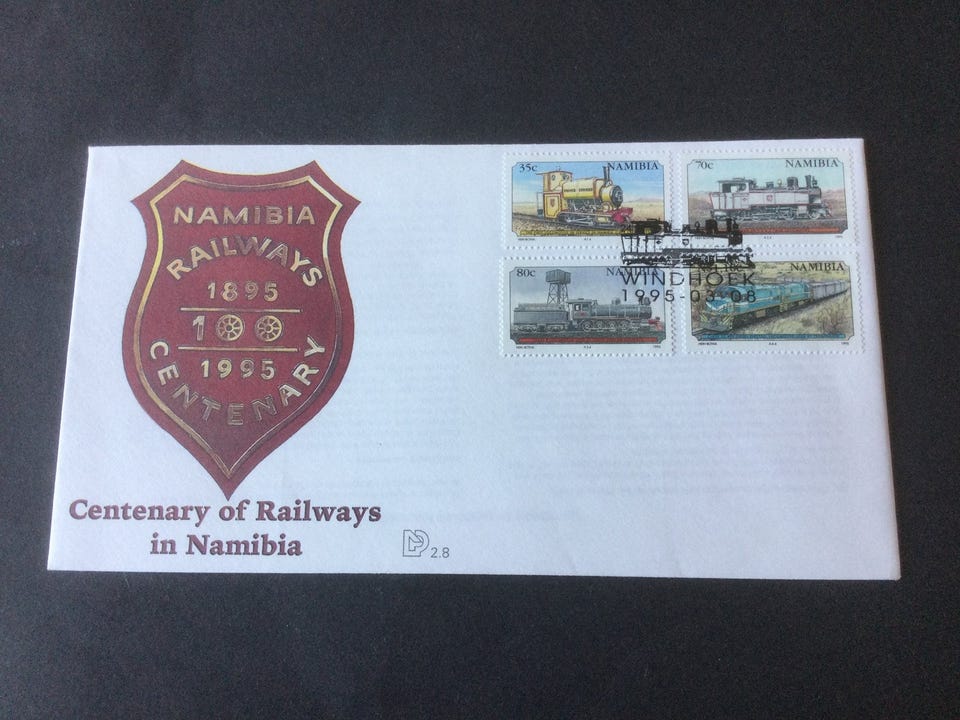 NAMIBIA
RAILWAYS
1895
100
1995
CENTENARY
Centenary of Railways
in Namibia
2.8
35c NAMIBIA
70c NAMIBIA
80c NAMIBIA
NAMIBIA
WINDHOEK
1995-03-08